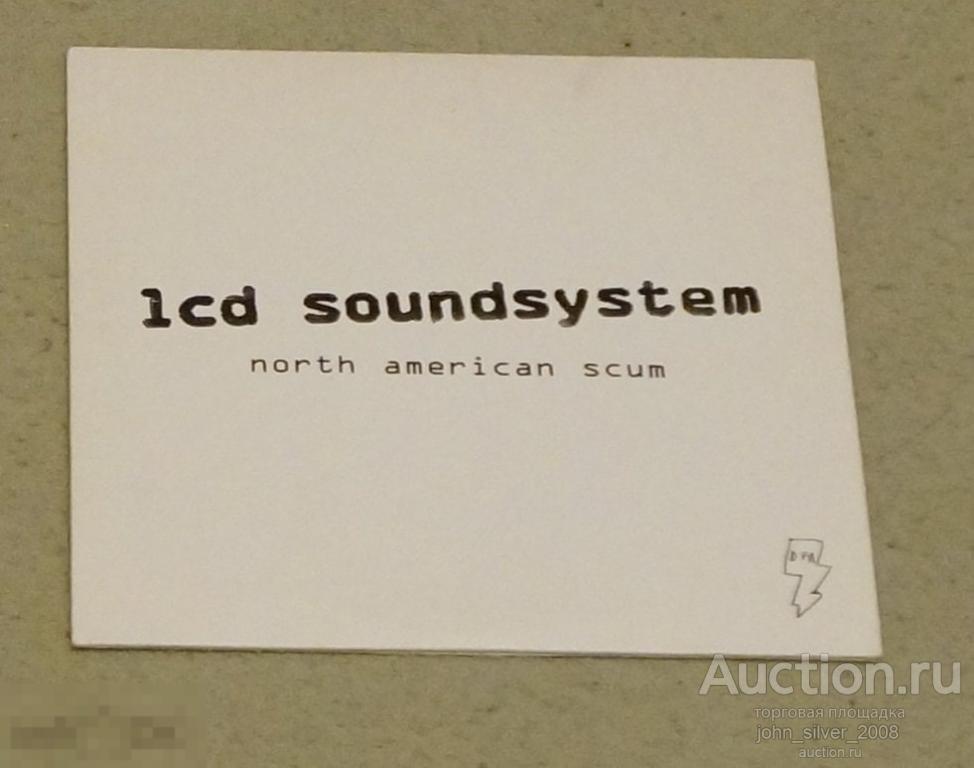 lcd soundsystem
north american scum
DFA
Auction.ru
торговая площадка
john_silver_2008
auction.ru